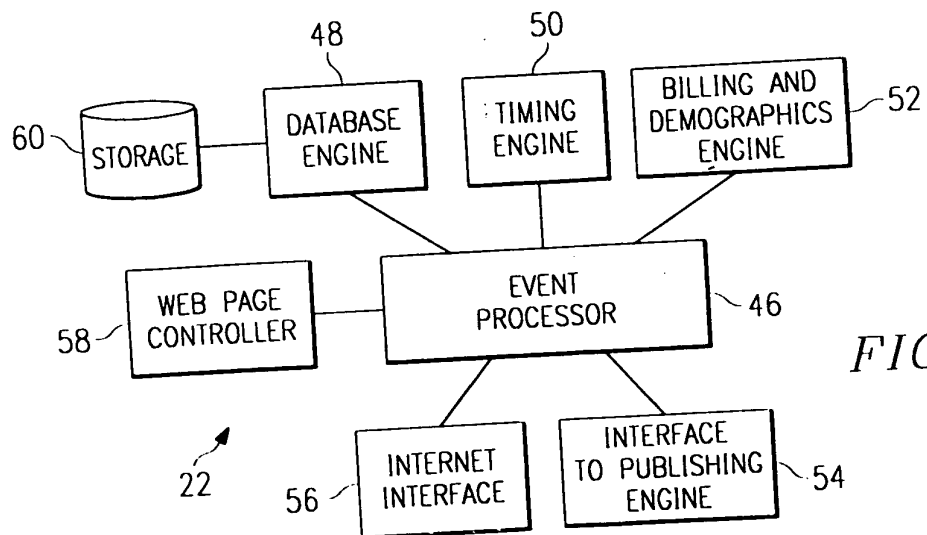 48
50
52
60
STORAGE
DATABASE
ENGINE
TIMING
ENGINE
BILLING AND
DEMOGRAPHICS
ENGINE
58
WEB PAGE
CONTROLLER
EVENT
PROCESSOR
46
FIG
22
56
INTERNET
INTERFACE
INTERFACE
TO PUBLISHING
ENGINE
54